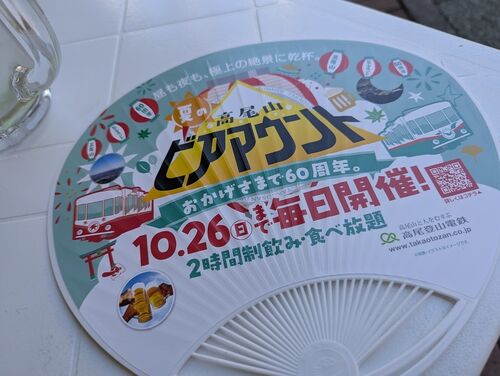 昼も夜も、極上の絶景に乾杯。
夏の
高尾山
ビアマウント
おかげさまで60周年。
10.26(日)まで毎日開催!
2時間制飲み・食べ放題
詳しくはコチラ
高尾山と人をむすぶ
高尾登山電鉄
www.takaotozan.co.jp